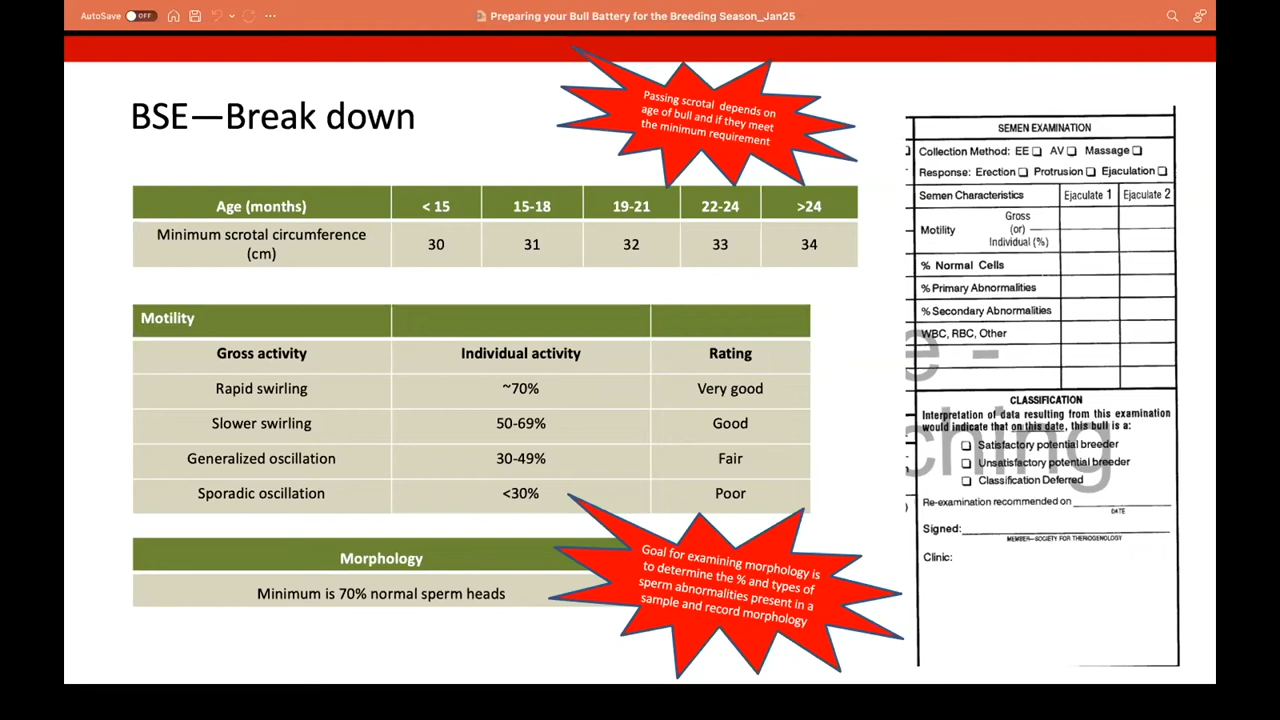 AutoSave OFF
Preparing your Bull Battery for the Breeding Season_Jan25
BSE—Break down
Passing scrotal depends on
age of bull and if they meet
the minimum requirement
Age (months) < 15 15-18 19-21 22-24 >24
Minimum scrotal circumference
(cm) 30 31 32 33 34
Motility
Gross activity Individual activity Rating
Rapid swirling ~70% Very good
Slower swirling 50-69% Good
Generalized oscillation 30-49% Fair
Sporadic oscillation <30% Poor
Morphology
Minimum is 70% normal sperm heads
Goal for examining morphology is
to determine the % and types of
sperm abnormalities present in a
sample and record morphology
SEMEN EXAMINATION
Collection Method: EE AV Massage
Response: Erection Protrusion Ejaculation
Semen Characteristics Ejaculate 1 Ejaculate 2
Motility Gross
(or)
Individual (%)
% Normal Cells
% Primary Abnormalities
% Secondary Abnormalities
WBC, RBC, Other
e -
CLASSIFICATION
Interpretation of data resulting from this examination
would indicate that on this date, this bull is a:
ching
Satisfactory potential breeder
Unsatisfactory potential breeder
Classification Deferred
Re-examination recommended on
DATE
Signed:
MEMBER—SOCIETY FOR THERIOGENOLOGY
Clinic: